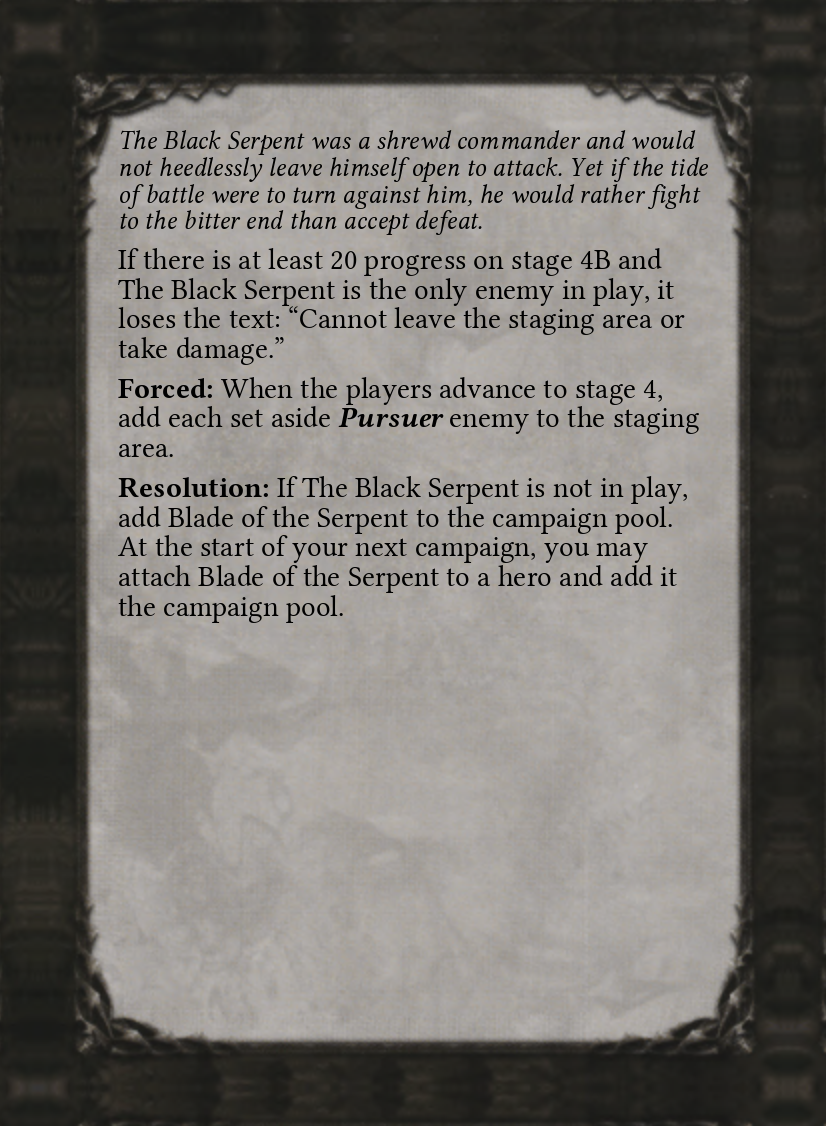 The Black Serpent was a shrewd commander and would
not heedlessly leave himself open to attack. Yet if the tide
of battle were to turn against him, he would rather fight
to the bitter end than accept defeat.
If there is at least 20 progress on stage 4B and
The Black Serpent is the only enemy in play, it
loses the text: “Cannot leave the staging area or
take damage.”
Forced: When the players advance to stage 4,
add each set aside Pursuer enemy to the staging
area.
Resolution: If The Black Serpent is not in play,
add Blade of the Serpent to the campaign pool.
At the start of your next campaign, you may
attach Blade of the Serpent to a hero and add it
the campaign pool.